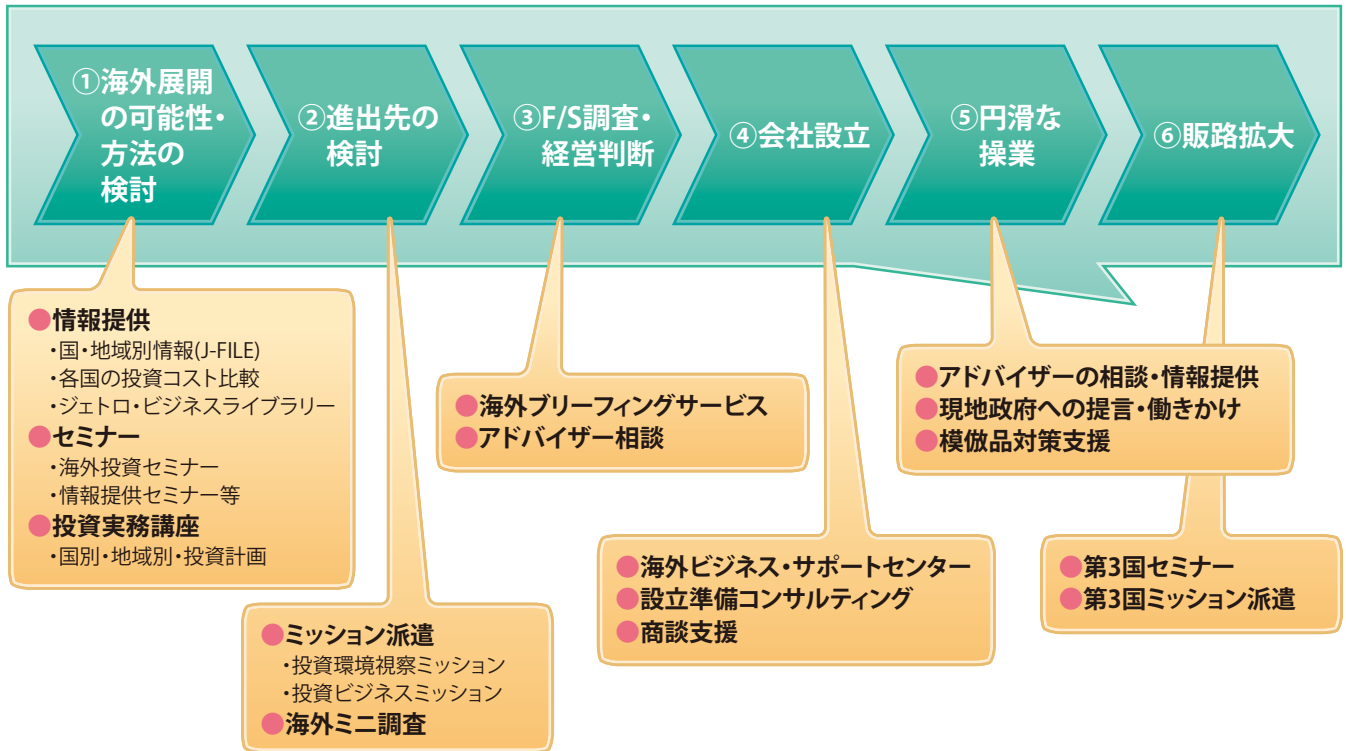 ①海外展開
の可能性・
方法の
検討
②進出先の
検討
③F/S調査・
経営判断
④会社設立
⑤円滑な
操業
⑥販路拡大
●情報提供
・国・地域別情報(J-FILE)
・各国の投資コスト比較
・ジェトロ・ビジネスライブラリー
●セミナー
・海外投資セミナー
・情報提供セミナー等
●投資実務講座
・国別・地域別・投資計画
●ミッション派遣
・投資環境視察ミッション
・投資ビジネスミッション
●海外ミニ調査
●海外ブリーフィングサービス
●アドバイザー相談
●海外ビジネス・サポートセンター
●設立準備コンサルティング
●商談支援
●アドバイザーの相談・情報提供
●現地政府への提言・働きかけ
●模倣品対策支援
●第3国セミナー
●第3国ミッション派遣